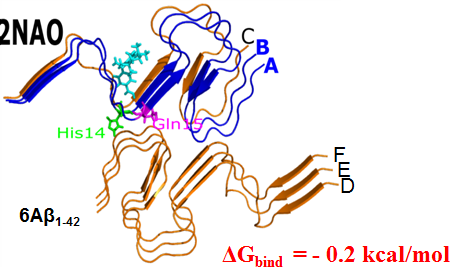 2NAO
C
B
A
His14
Gln15
F
E
D
6Aβ1-42
ΔGbind = - 0.2 kcal/mol